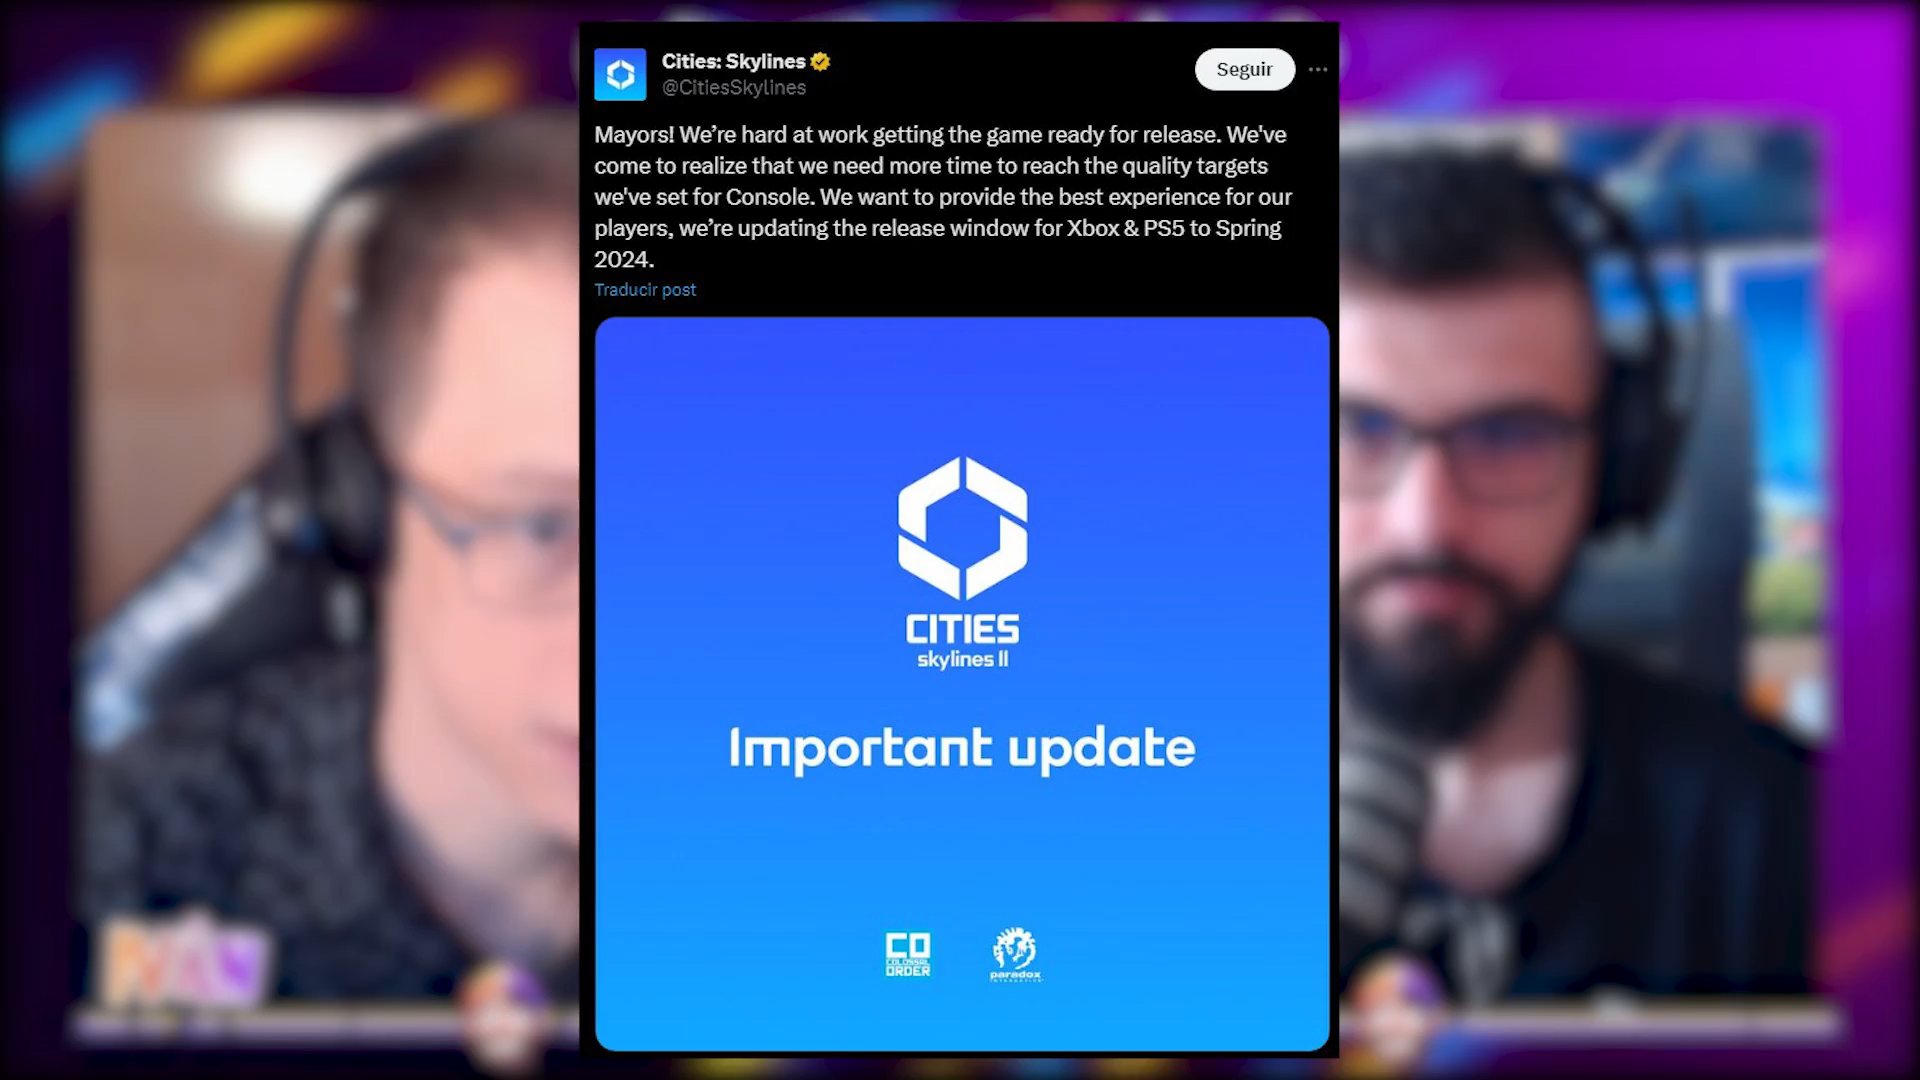 Cities: Skylines
@CitiesSkylines
Seguir
Mayors! We’re hard at work getting the game ready for release. We've
come to realize that we need more time to reach the quality targets
we've set for Console. We want to provide the best experience for our
players, we’re updating the release window for Xbox & PS5 to Spring
2024.
Traducir post
CITIES
skylines II
Important update
CO
COLOSSAL
ORDER
paradox
INTERACTIVE